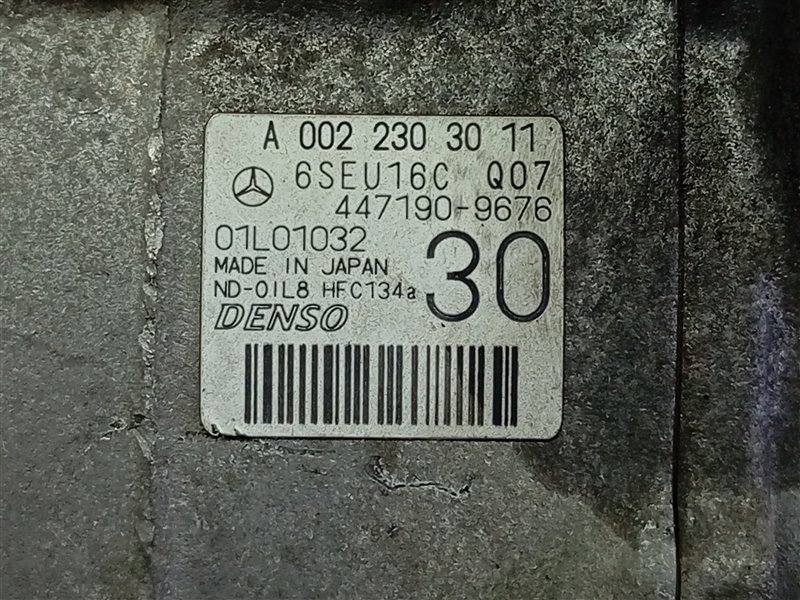 A 002 230 30 11
6SEU16C Q07
447190-9676
01L01032
30
MADE IN JAPAN
ND-OIL8 HFC134a
DENSO